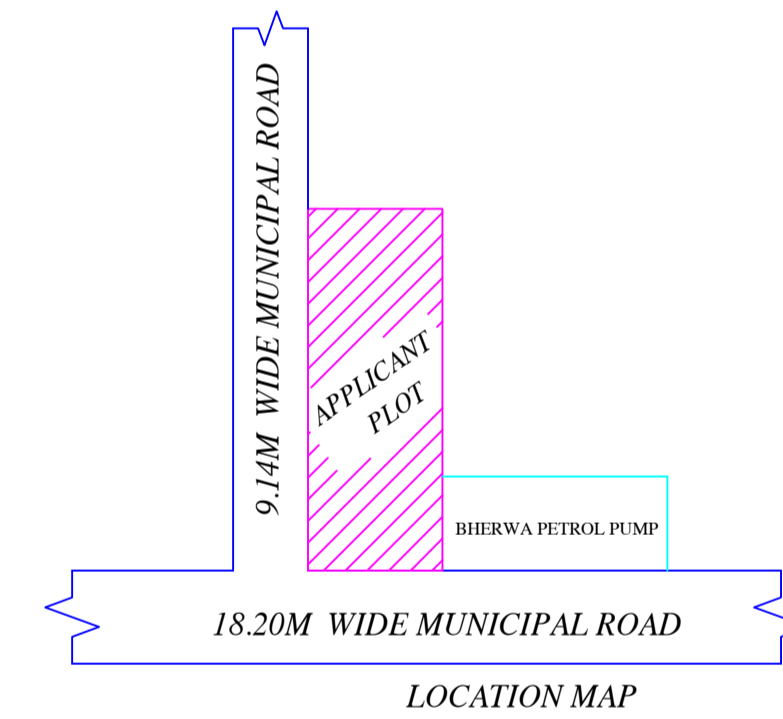 9.14M WIDE MUNICIPAL ROAD
APPLICANT
PLOT
BHERWA PETROL PUMP
18.20M WIDE MUNICIPAL ROAD
LOCATION MAP